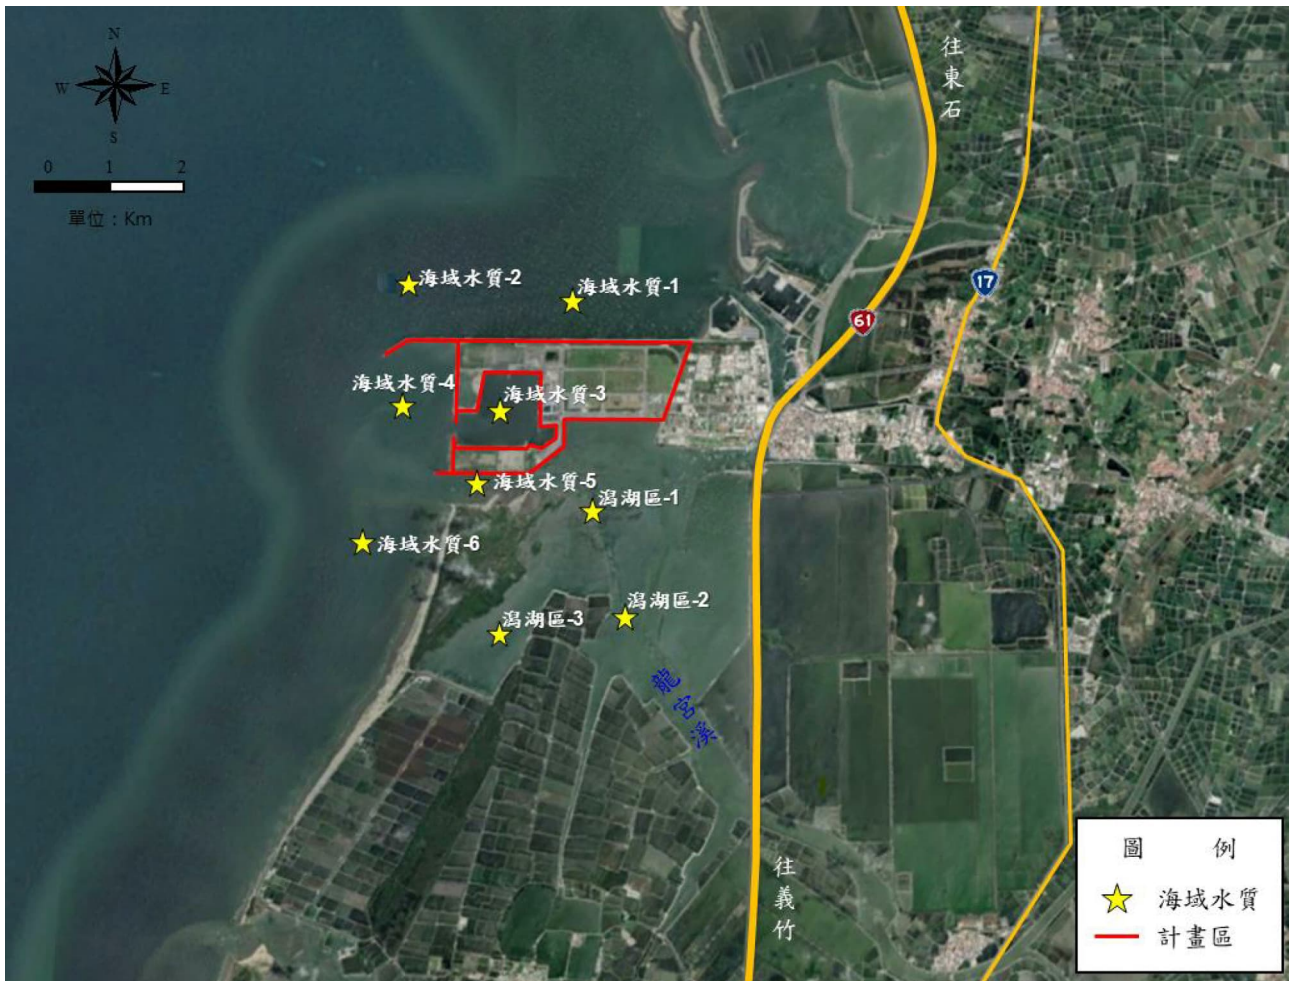 N
W E
S
0 1 2
單位：Km
往東石
17
61
海域水質-2
海域水質-1
海域水質-4
海域水質-3
海域水質-5
潟湖區-1
海域水質-6
潟湖區-2
潟湖區-3
龍宮溪
往義竹
圖 例
海域水質
計畫區